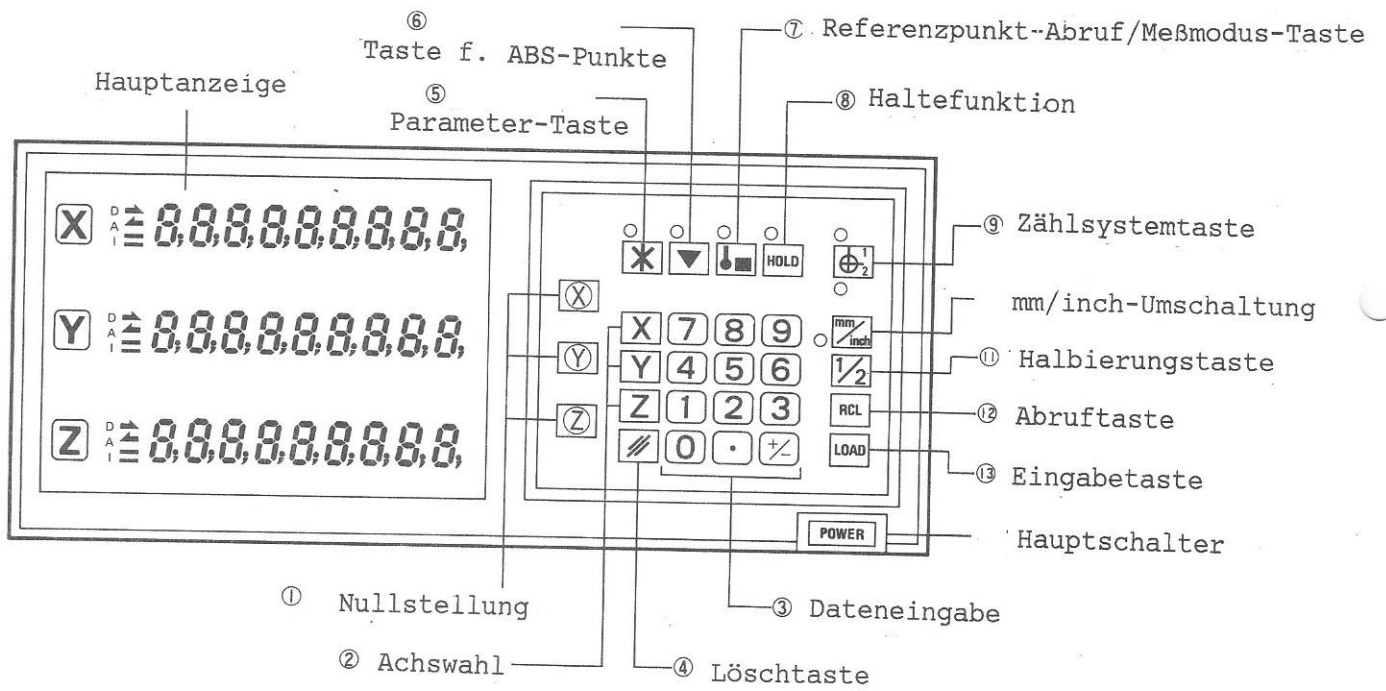 ⑥
Taste f. ABS-Punkte
⑦ Referenzpunkt-Abruf/Meßmodus-Taste
Hauptanzeige
⑤
Parameter-Taste
⑧ Haltefunktion
X D A I 8,8,8,8,8,8,8,8,8,
HOLD
1
2
⑨ Zählsystemtaste
X
mm/inch-Umschaltung
Y D A I 8,8,8,8,8,8,8,8,8,
X 7 8 9 mm/inch
Y
Y 4 5 6 1/2
⑪ Halbierungstaste
Z 1 2 3 RCL
⑫ Abruftaste
Z D A I 8,8,8,8,8,8,8,8,8,
Z
0 · +/− LOAD
⑬ Eingabetaste
POWER
Hauptschalter
① Nullstellung
③ Dateneingabe
② Achswahl
④ Löschtaste